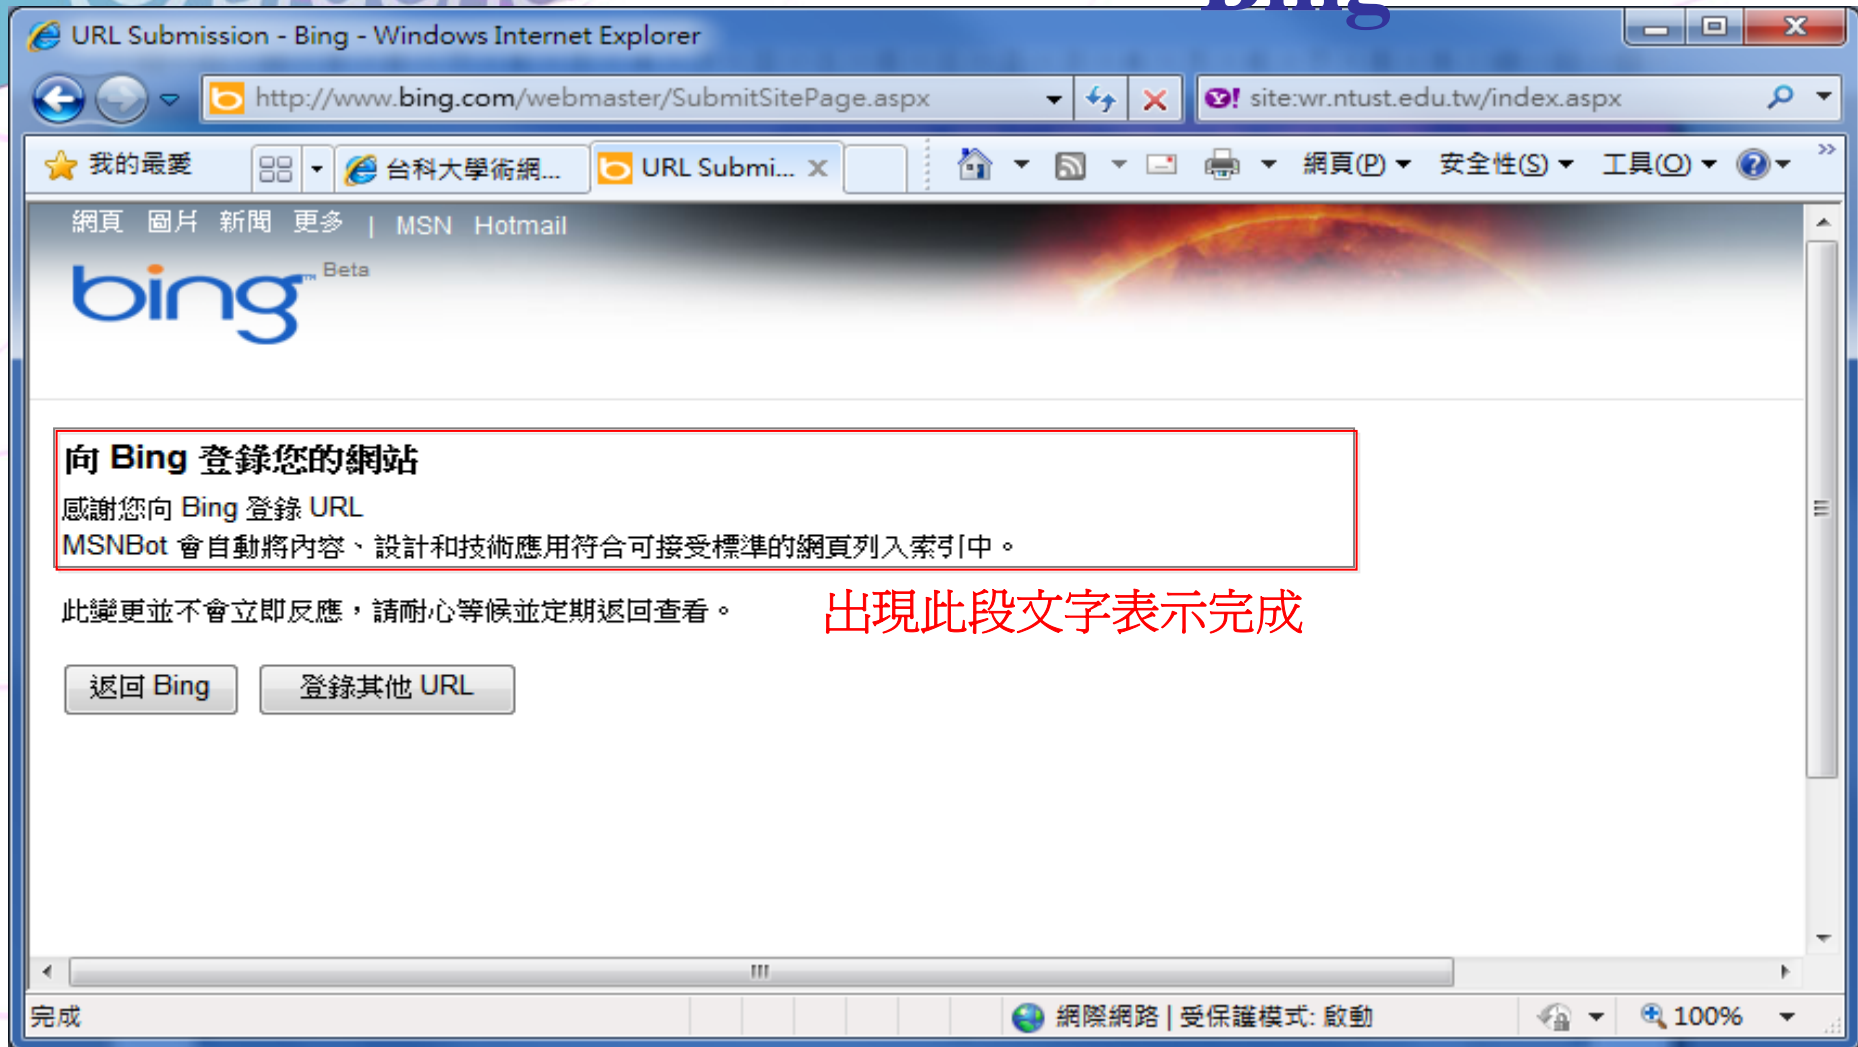 Bing
URL Submission - Bing - Windows Internet Explorer
http://www.bing.com/webmaster/SubmitSitePage.aspx
site:wr.ntust.edu.tw/index.aspx
我的最愛
台科大學術網...
URL Submi...
網頁(P)
安全性(S)
工具(O)
網頁 圖片 新聞 更多 | MSN Hotmail
bing™ Beta
向 Bing 登錄您的網站
感謝您向 Bing 登錄 URL
MSNBot 會自動將內容、設計和技術應用符合可接受標準的網頁列入索引中。
此變更並不會立即反應，請耐心等候並定期返回查看。
出現此段文字表示完成
返回 Bing
登錄其他 URL
完成
網際網路 | 受保護模式: 啟動
100%